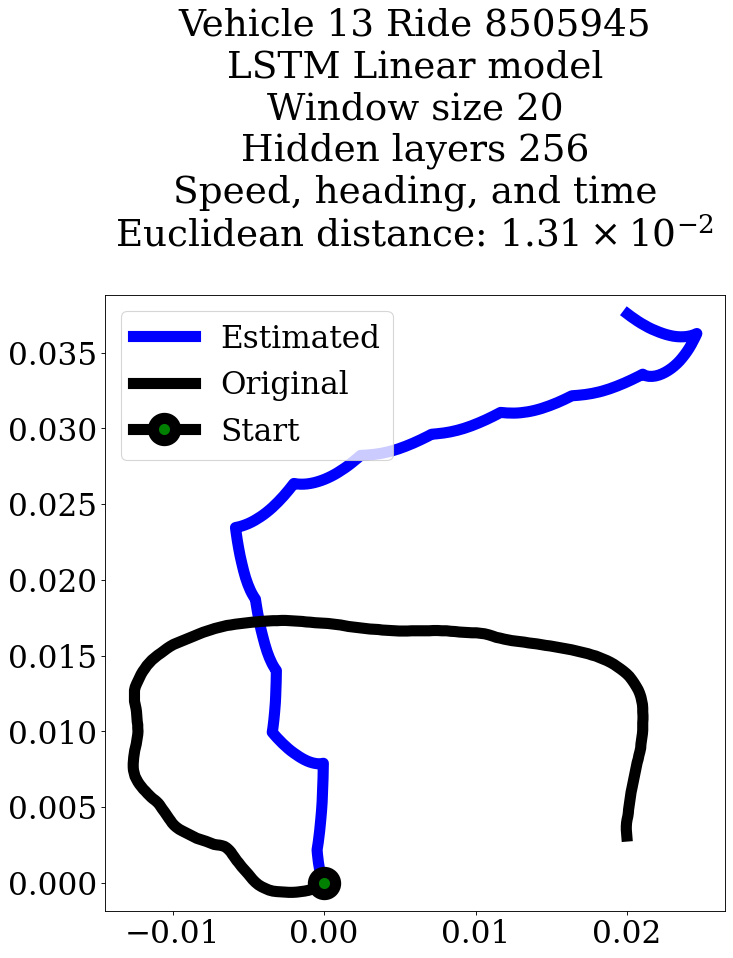 Vehicle 13 Ride 8505945
LSTM Linear model
Window size 20
Hidden layers 256
Speed, heading, and time
Euclidean distance: 1.31 × 10⁻²
Estimated
Original
Start
0.035
0.030
0.025
0.020
0.015
0.010
0.005
0.000
−0.01 0.00 0.01 0.02